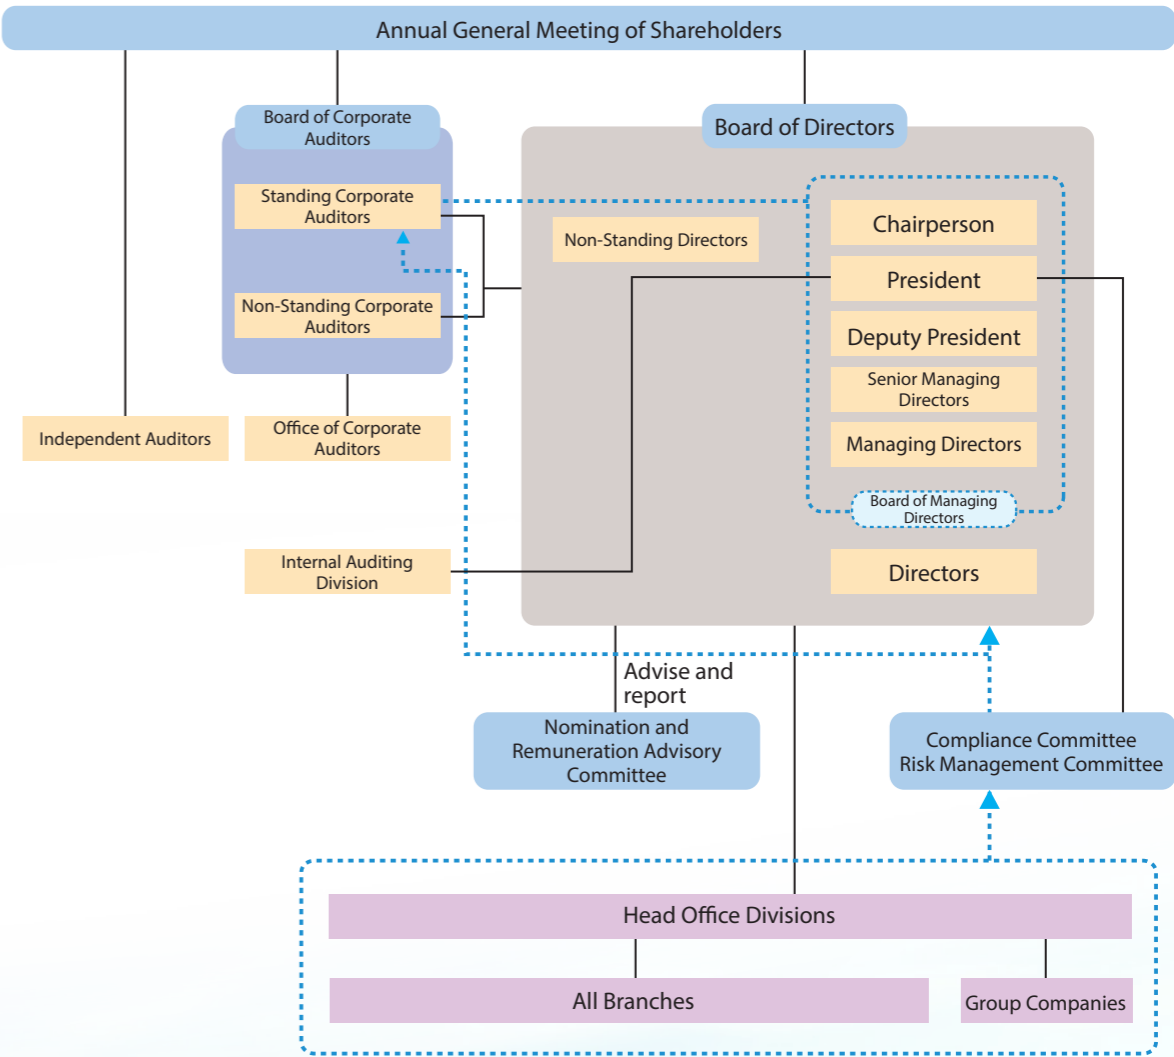 Annual General Meeting of Shareholders
Board of Corporate
Auditors
Board of Directors
Standing Corporate
Auditors
Non-Standing Directors
Chairperson
President
Non-Standing Corporate
Auditors
Deputy President
Senior Managing
Directors
Independent Auditors
Office of Corporate
Auditors
Managing Directors
Board of Managing
Directors
Internal Auditing
Division
Directors
Advise and
report
Nomination and
Remuneration Advisory
Committee
Compliance Committee
Risk Management Committee
Head Office Divisions
All Branches
Group Companies